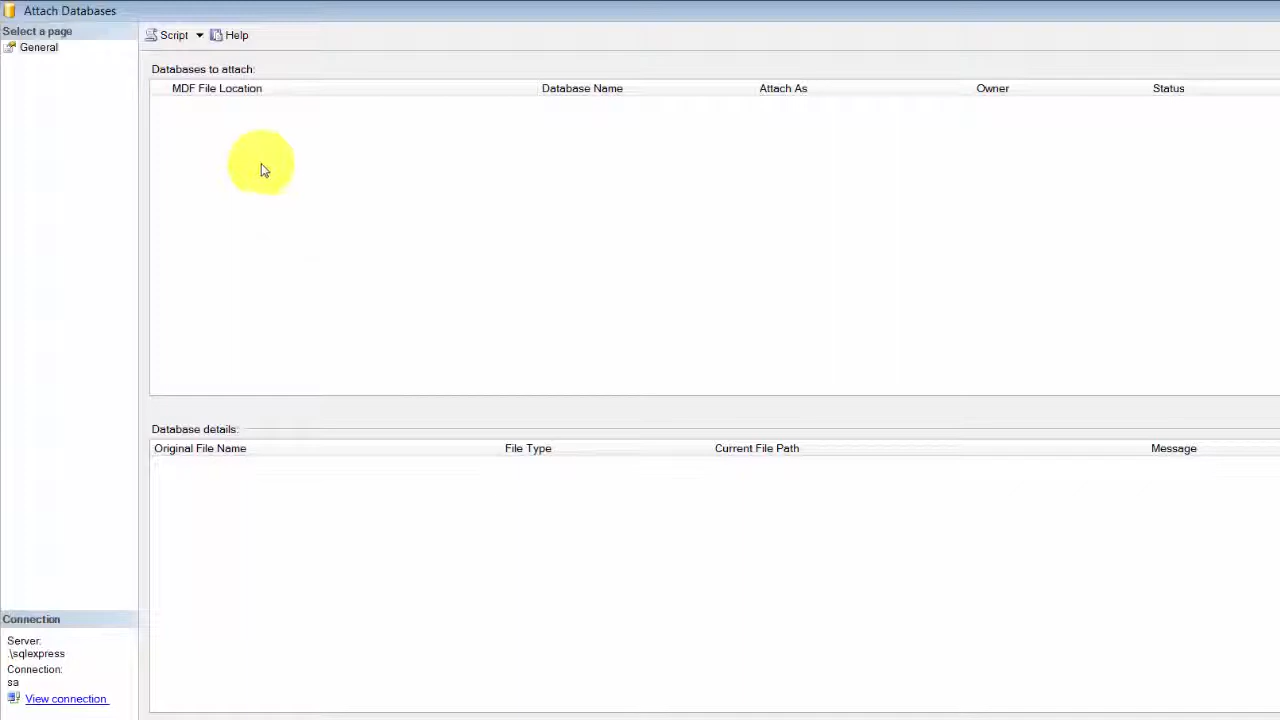 Attach Databases
Select a page
General
Script Help
Databases to attach:
MDF File Location Database Name Attach As Owner Status
Database details:
Original File Name File Type Current File Path Message
Connection
Server:
.\sqlexpress
Connection:
sa
View connection